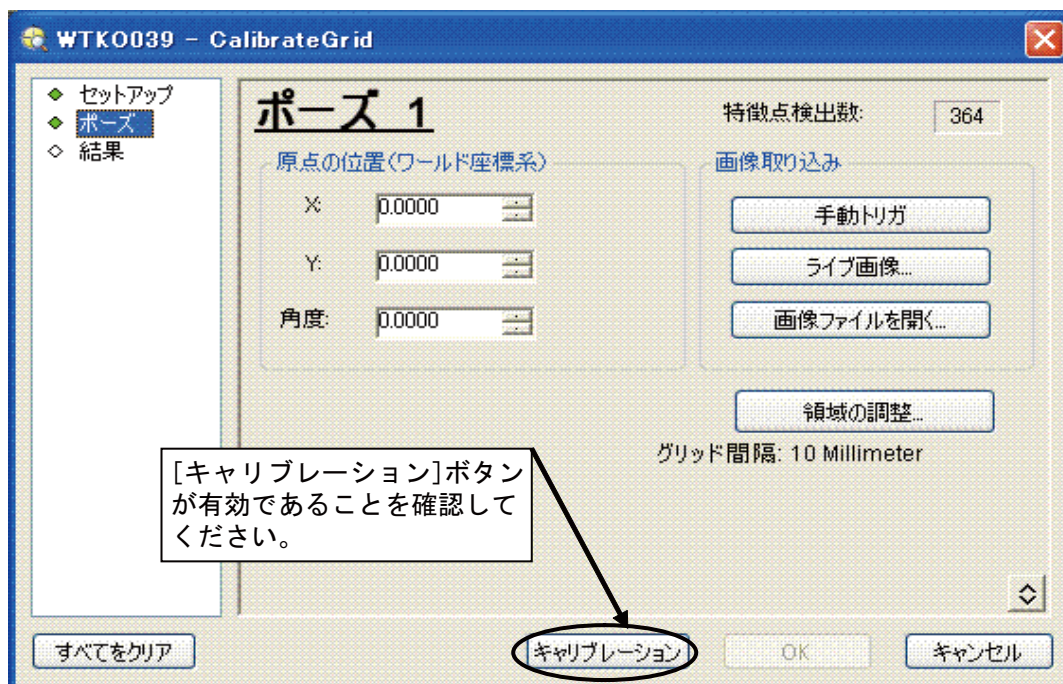 WTKO039 - CalibrateGrid
セットアップ
ポーズ
結果
ポーズ 1
特徴点検出数: 364
原点の位置(ワールド座標系)
X: 0.0000
Y: 0.0000
角度: 0.0000
画像取り込み
手動トリガ
ライブ画像...
画像ファイルを開く...
領域の調整...
グリッド間隔: 10 Millimeter
[キャリブレーション]ボタン
が有効であることを確認して
ください。
すべてをクリア
キャリブレーション
OK
キャンセル